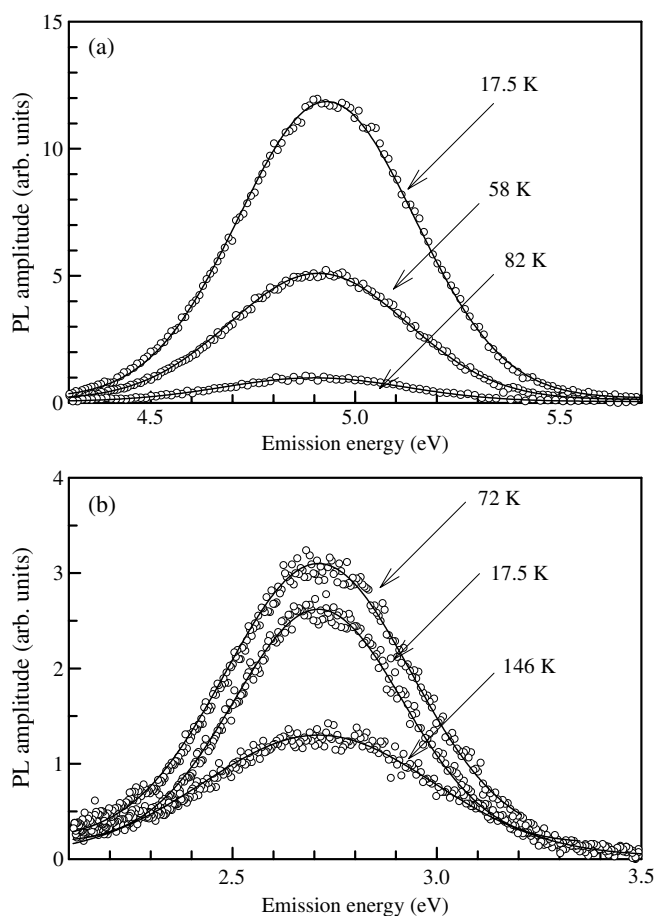 15
(a)
17.5 K
10
58 K
82 K
5
0
PL amplitude (arb. units)
4.5
5.0
5.5
Emission energy (eV)
4
(b)
72 K
3
17.5 K
2
146 K
1
0
PL amplitude (arb. units)
2.5
3.0
3.5
Emission energy (eV)